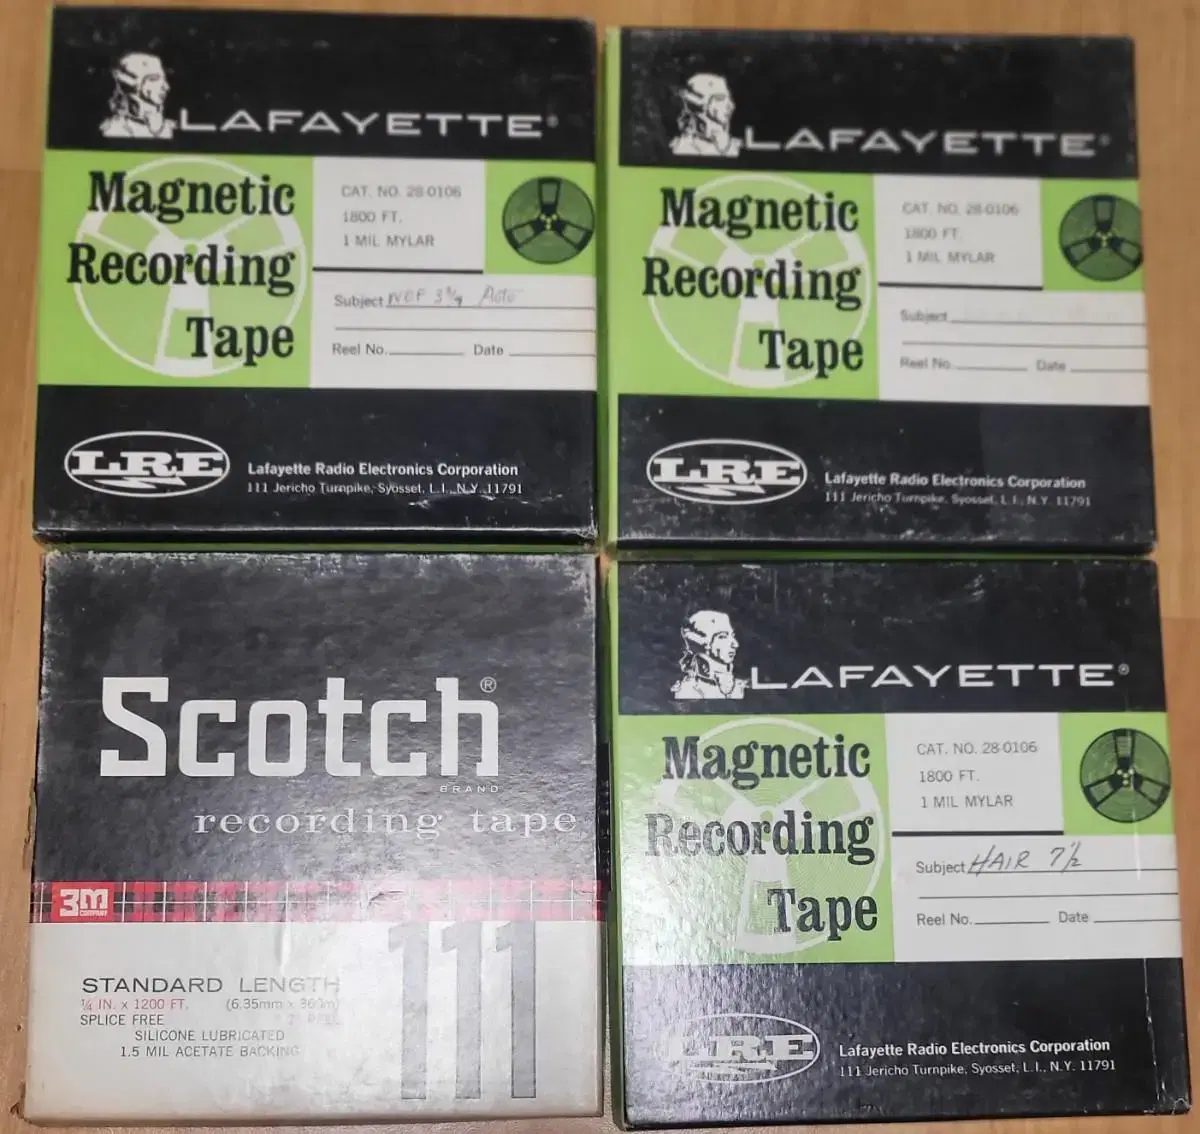 LAFAYETTE®
Magnetic
Recording
Tape
CAT. NO. 28-0106
1800 FT.
1 MIL MYLAR
Subject 3¾
Reel No. Date
LRE
Lafayette Radio Electronics Corporation
111 Jericho Turnpike, Syosset, L.I., N.Y. 11791
LAFAYETTE®
Magnetic
Recording
Tape
CAT. NO. 28-0106
1800 FT.
1 MIL MYLAR
Subject
Reel No. Date
LRE
Lafayette Radio Electronics Corporation
111 Jericho Turnpike, Syosset, L.I., N.Y. 11791
Scotch®
BRAND
recording tape
3M
COMPANY
111
STANDARD LENGTH
¼ IN. x 1200 FT. (6.35mm x 360m)
SPLICE FREE
SILICONE LUBRICATED
1.5 MIL ACETATE BACKING
LAFAYETTE®
Magnetic
Recording
Tape
CAT. NO. 28-0106
1800 FT.
1 MIL MYLAR
Subject HAIR 7½
Reel No. Date
LRE
Lafayette Radio Electronics Corporation
111 Jericho Turnpike, Syosset, L.I., N.Y. 11791